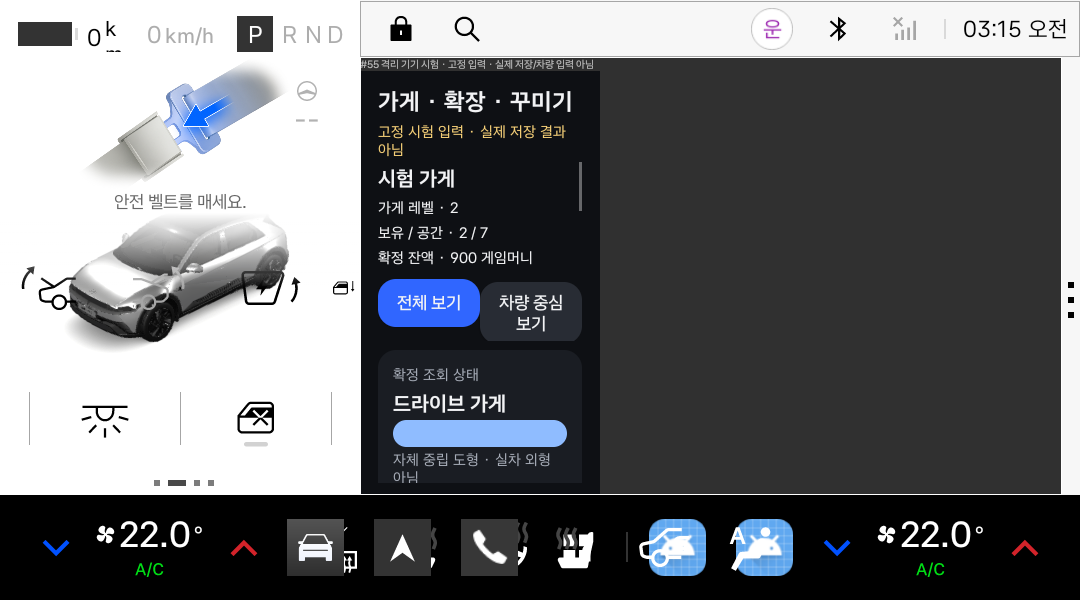 0 k
0 km/h
P R N D
운
03:15 오전
안전 벨트를 매세요.
#55 격리 기기 시험 · 고정 입력 · 실제 저장/차량 입력 아님
가게 · 확장 · 꾸미기
고정 시험 입력 · 실제 저장 결과
아님
시험 가게
가게 레벨 · 2
보유 / 공간 · 2 / 7
확정 잔액 · 900 게임머니
전체 보기
차량 중심
보기
확정 조회 상태
드라이브 가게
자체 중립 도형 · 실차 외형
아님
22.0°
A/C
A
22.0°
A/C